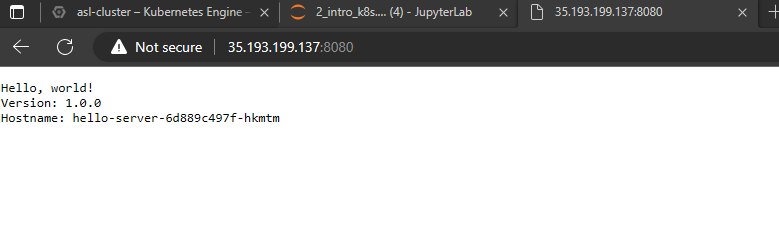 asl-cluster – Kubernetes Engine –
2_intro_k8s.... (4) - JupyterLab
35.193.199.137:8080
Not secure
35.193.199.137:8080
Hello, world!
Version: 1.0.0
Hostname: hello-server-6d889c497f-hkmtm